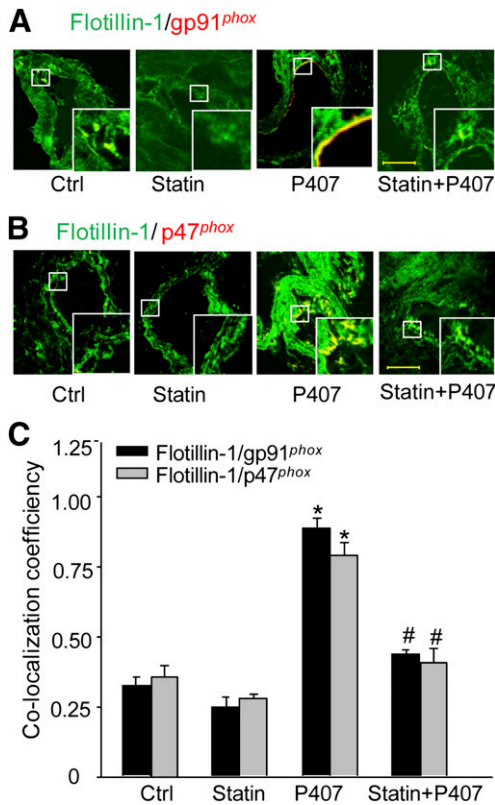 A
Flotillin-1/gp91phox
Ctrl Statin P407 Statin+P407
B
Flotillin-1/p47phox
Ctrl Statin P407 Statin+P407
C
Co-localization coefficiency
1.25
1.00
0.75
0.50
0.25
0
Flotillin-1/gp91phox
Flotillin-1/p47phox
* *
# #
Ctrl Statin P407 Statin+P407